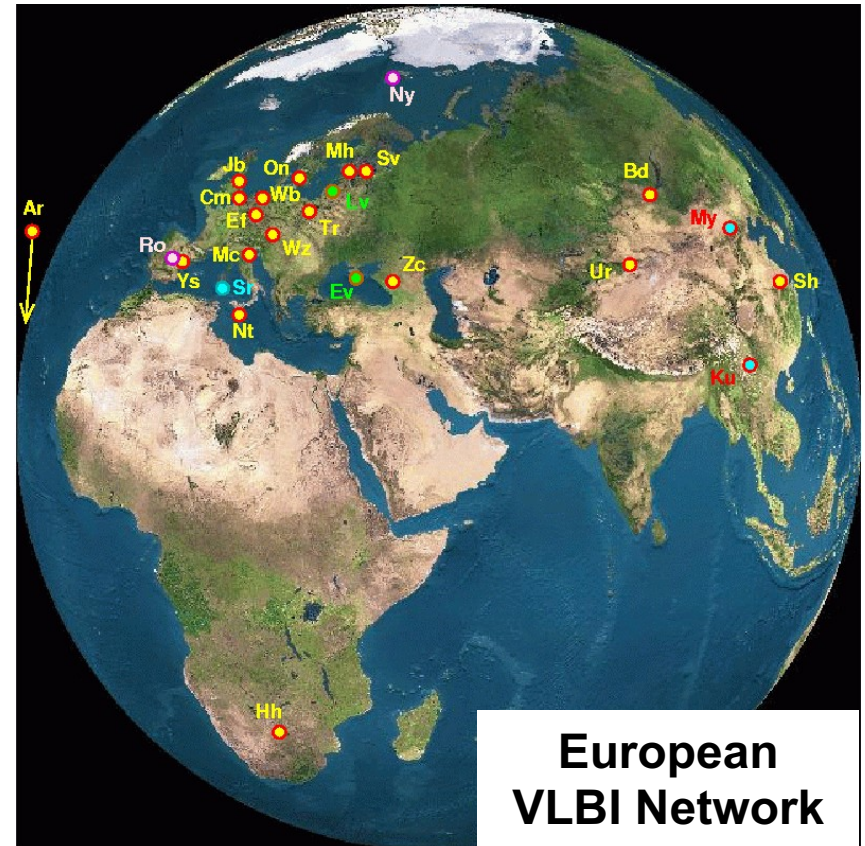 Ny
Mh Sv
Jb On
Bd
Cm Wb
Lv
Ar
Ef Tr
My
Wz
Ro Mc
Zc Ur
Ys Sr
Ev
Sh
Nt
Ku
Hh
European
VLBI Network